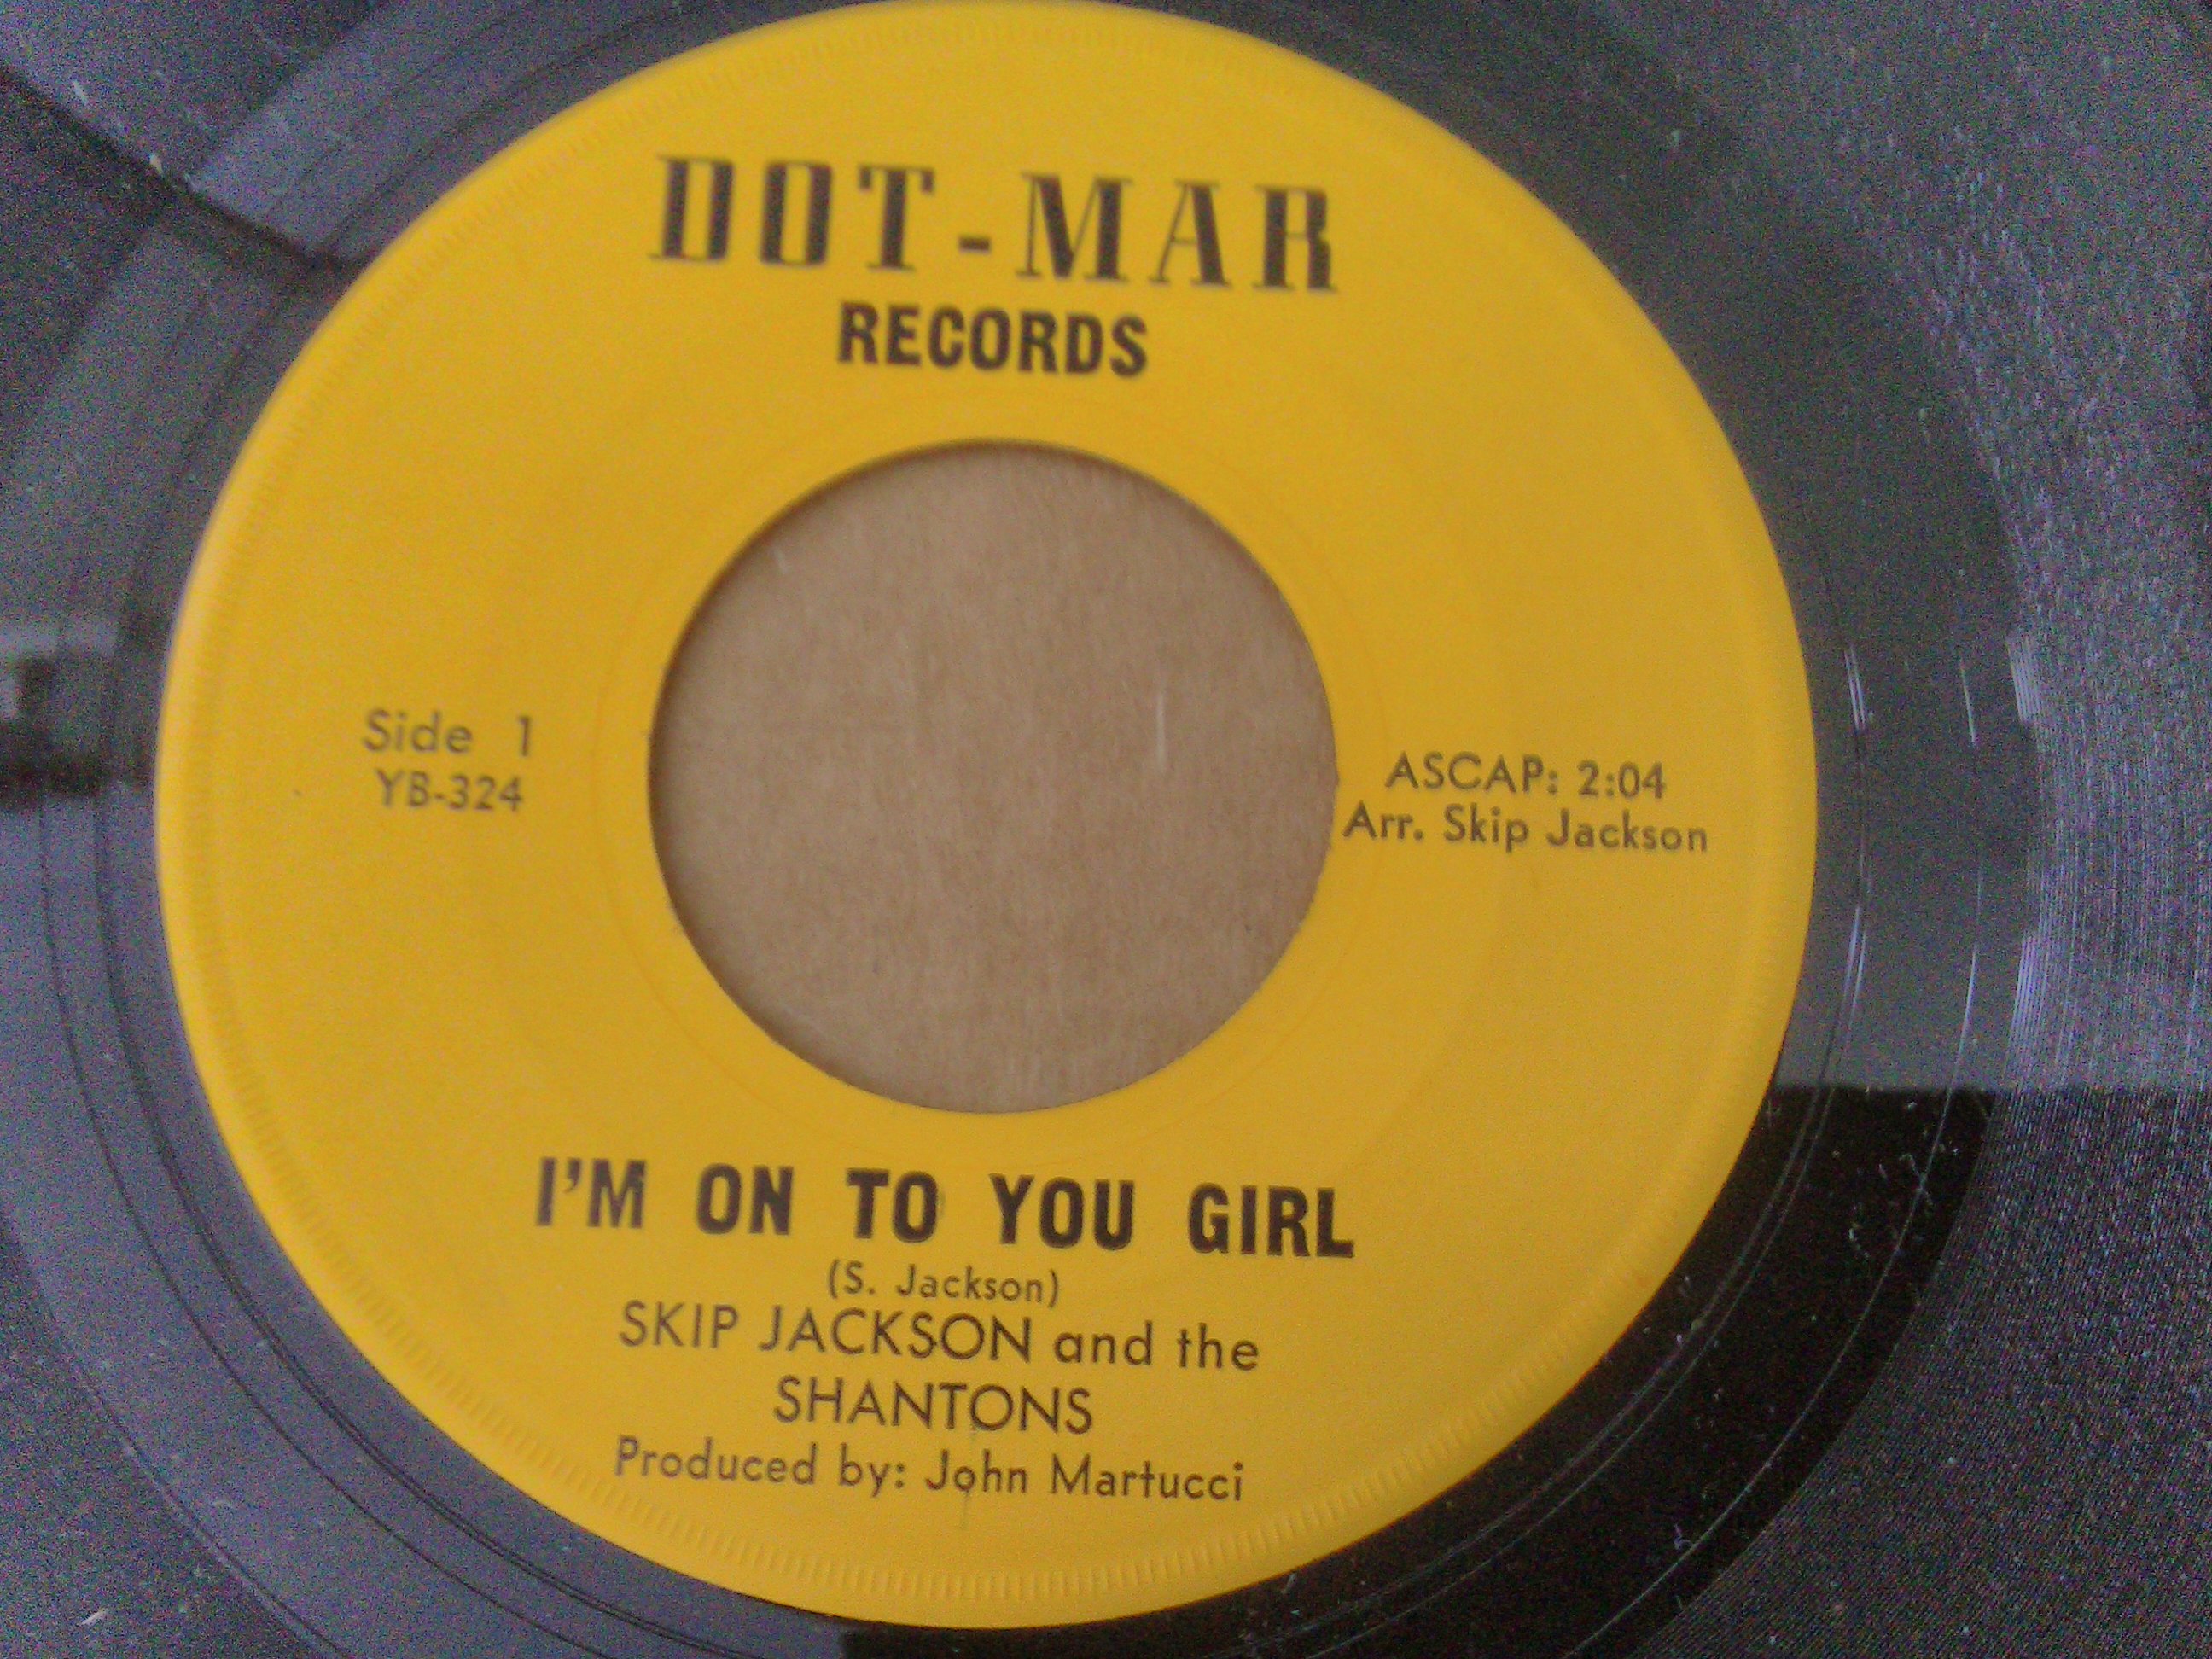 DOT-MAR
RECORDS
Side 1
YB-324
ASCAP: 2:04
Arr. Skip Jackson
I'M ON TO YOU GIRL
(S. Jackson)
SKIP JACKSON and the
SHANTONS
Produced by: John Martucci